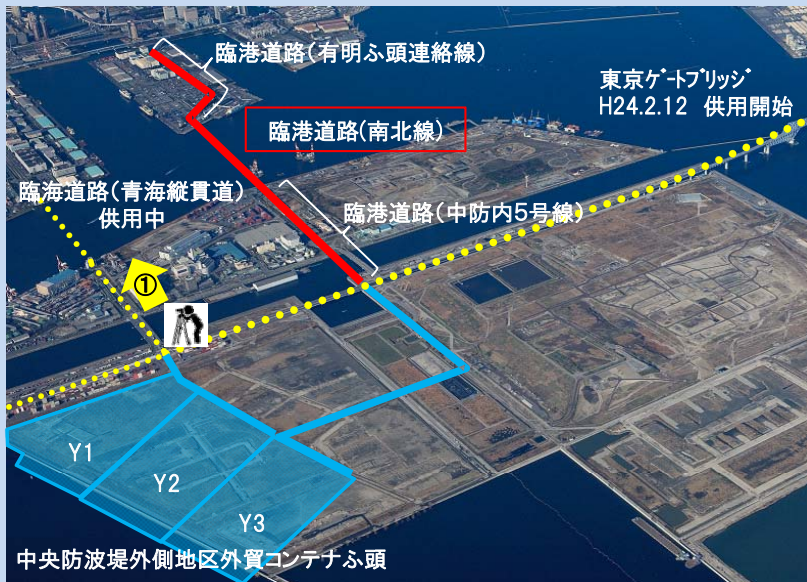 臨港道路(有明ふ頭連絡線)
東京ゲートブリッジ
H24.2.12 供用開始
臨港道路(南北線)
臨海道路(青海縦貫道)
供用中
臨港道路(中防内5号線)
①
Y1
Y2
Y3
中央防波堤外側地区外貿コンテナふ頭